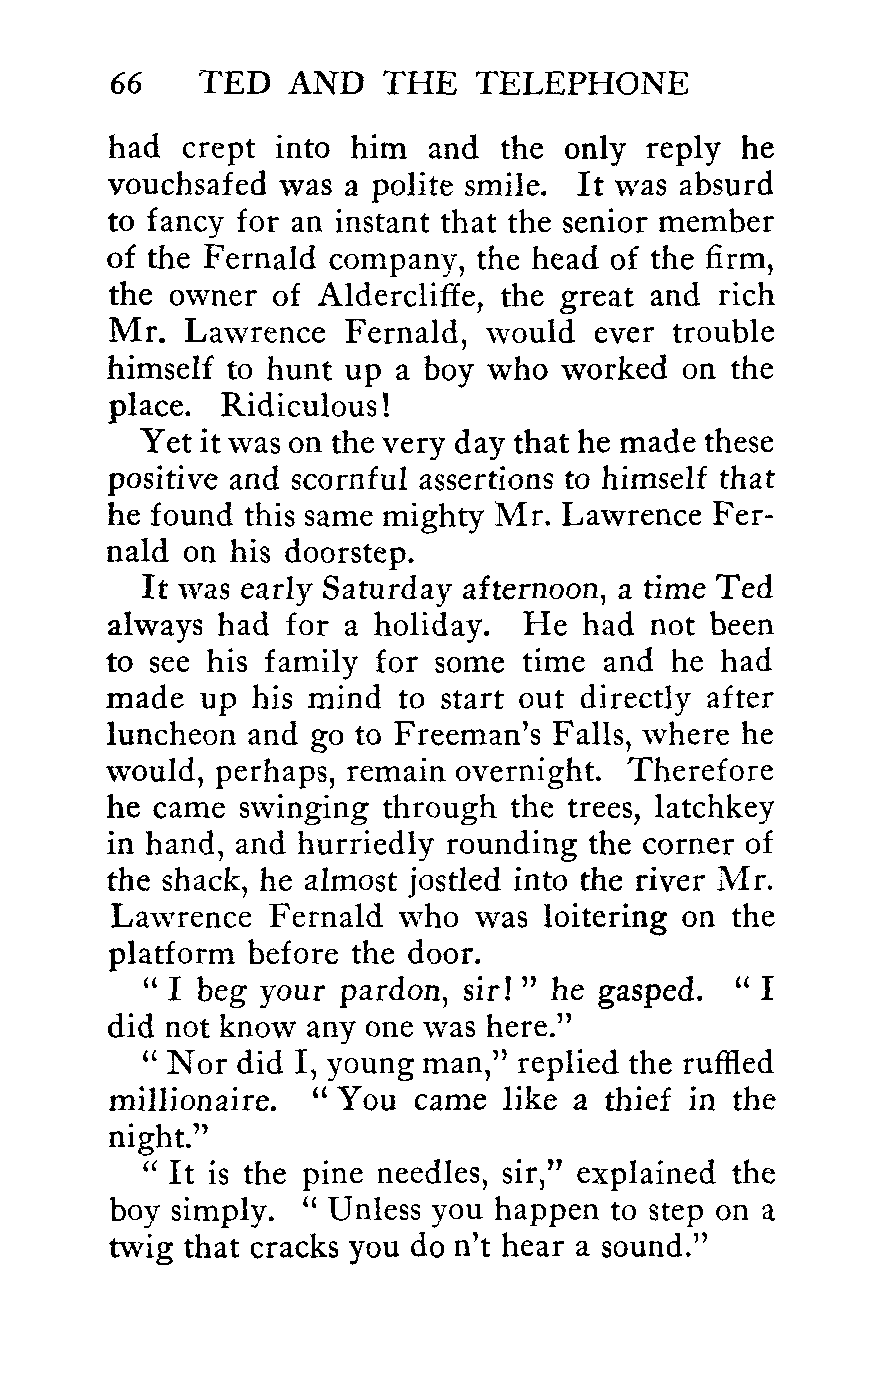 66 TED AND THE TELEPHONE
had crept into him and the only reply he
vouchsafed was a polite smile. It was absurd
to fancy for an instant that the senior member
of the Fernald company, the head of the firm,
the owner of Aldercliffe, the great and rich
Mr. Lawrence Fernald, would ever trouble
himself to hunt up a boy who worked on the
place. Ridiculous!
Yet it was on the very day that he made these
positive and scornful assertions to himself that
he found this same mighty Mr. Lawrence Fer-
nald on his doorstep.
It was early Saturday afternoon, a time Ted
always had for a holiday. He had not been
to see his family for some time and he had
made up his mind to start out directly after
luncheon and go to Freeman's Falls, where he
would, perhaps, remain overnight. Therefore
he came swinging through the trees, latchkey
in hand, and hurriedly rounding the corner of
the shack, he almost jostled into the river Mr.
Lawrence Fernald who was loitering on the
platform before the door.
“ I beg your pardon, sir! ” he gasped. “ I
did not know any one was here.”
“ Nor did I, young man,” replied the ruffled
millionaire. “ You came like a thief in the
night.”
“ It is the pine needles, sir,” explained the
boy simply. “ Unless you happen to step on a
twig that cracks you do n't hear a sound.”